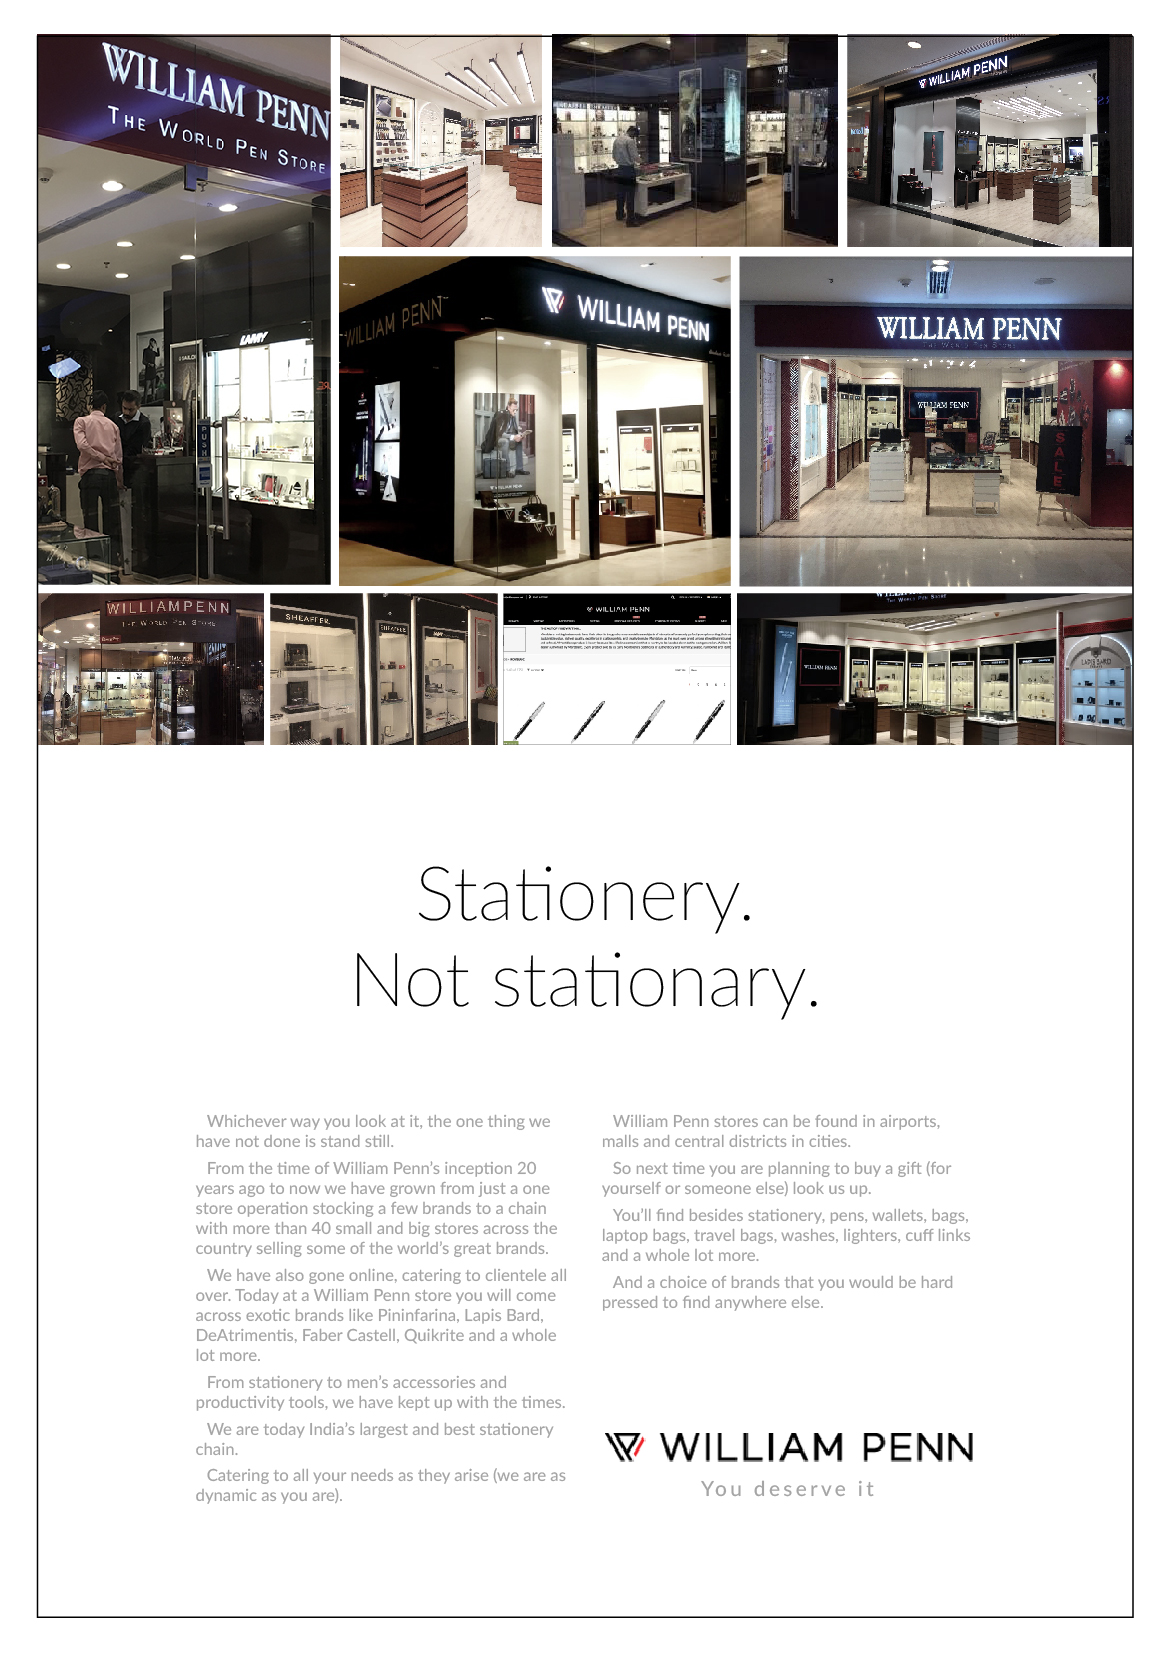 WILLIAM PENN
THE WORLD PEN STORE
LAMY
PUSH
WILLIAM PENN
WILLIAM PENN
WILLIAM PENN
WILLIAM PENN
THE WORLD PEN STORE
WILLIAM PENN
SALE
WILLIAMPENN
THE WORLD PEN STORE
SHEAFFER.
SHEAFFER
WILLIAM PENN
THE WORLD PEN STORE
WILLIAM PENN
LAPIS BARD
Stationery.
Not stationary.
Whichever way you look at it, the one thing we
have not done is stand still.
From the time of William Penn’s inception 20
years ago to now we have grown from just a one
store operation stocking a few brands to a chain
with more than 40 small and big stores across the
country selling some of the world’s great brands.
We have also gone online, catering to clientele all
over. Today at a William Penn store you will come
across exotic brands like Pininfarina, Lapis Bard,
DeAtrimentis, Faber Castell, Quikrite and a whole
lot more.
From stationery to men’s accessories and
productivity tools, we have kept up with the times.
We are today India’s largest and best stationery
chain.
Catering to all your needs as they arise (we are as
dynamic as you are).
William Penn stores can be found in airports,
malls and central districts in cities.
So next time you are planning to buy a gift (for
yourself or someone else) look us up.
You’ll find besides stationery, pens, wallets, bags,
laptop bags, travel bags, washes, lighters, cuff links
and a whole lot more.
And a choice of brands that you would be hard
pressed to find anywhere else.
WILLIAM PENN
You deserve it